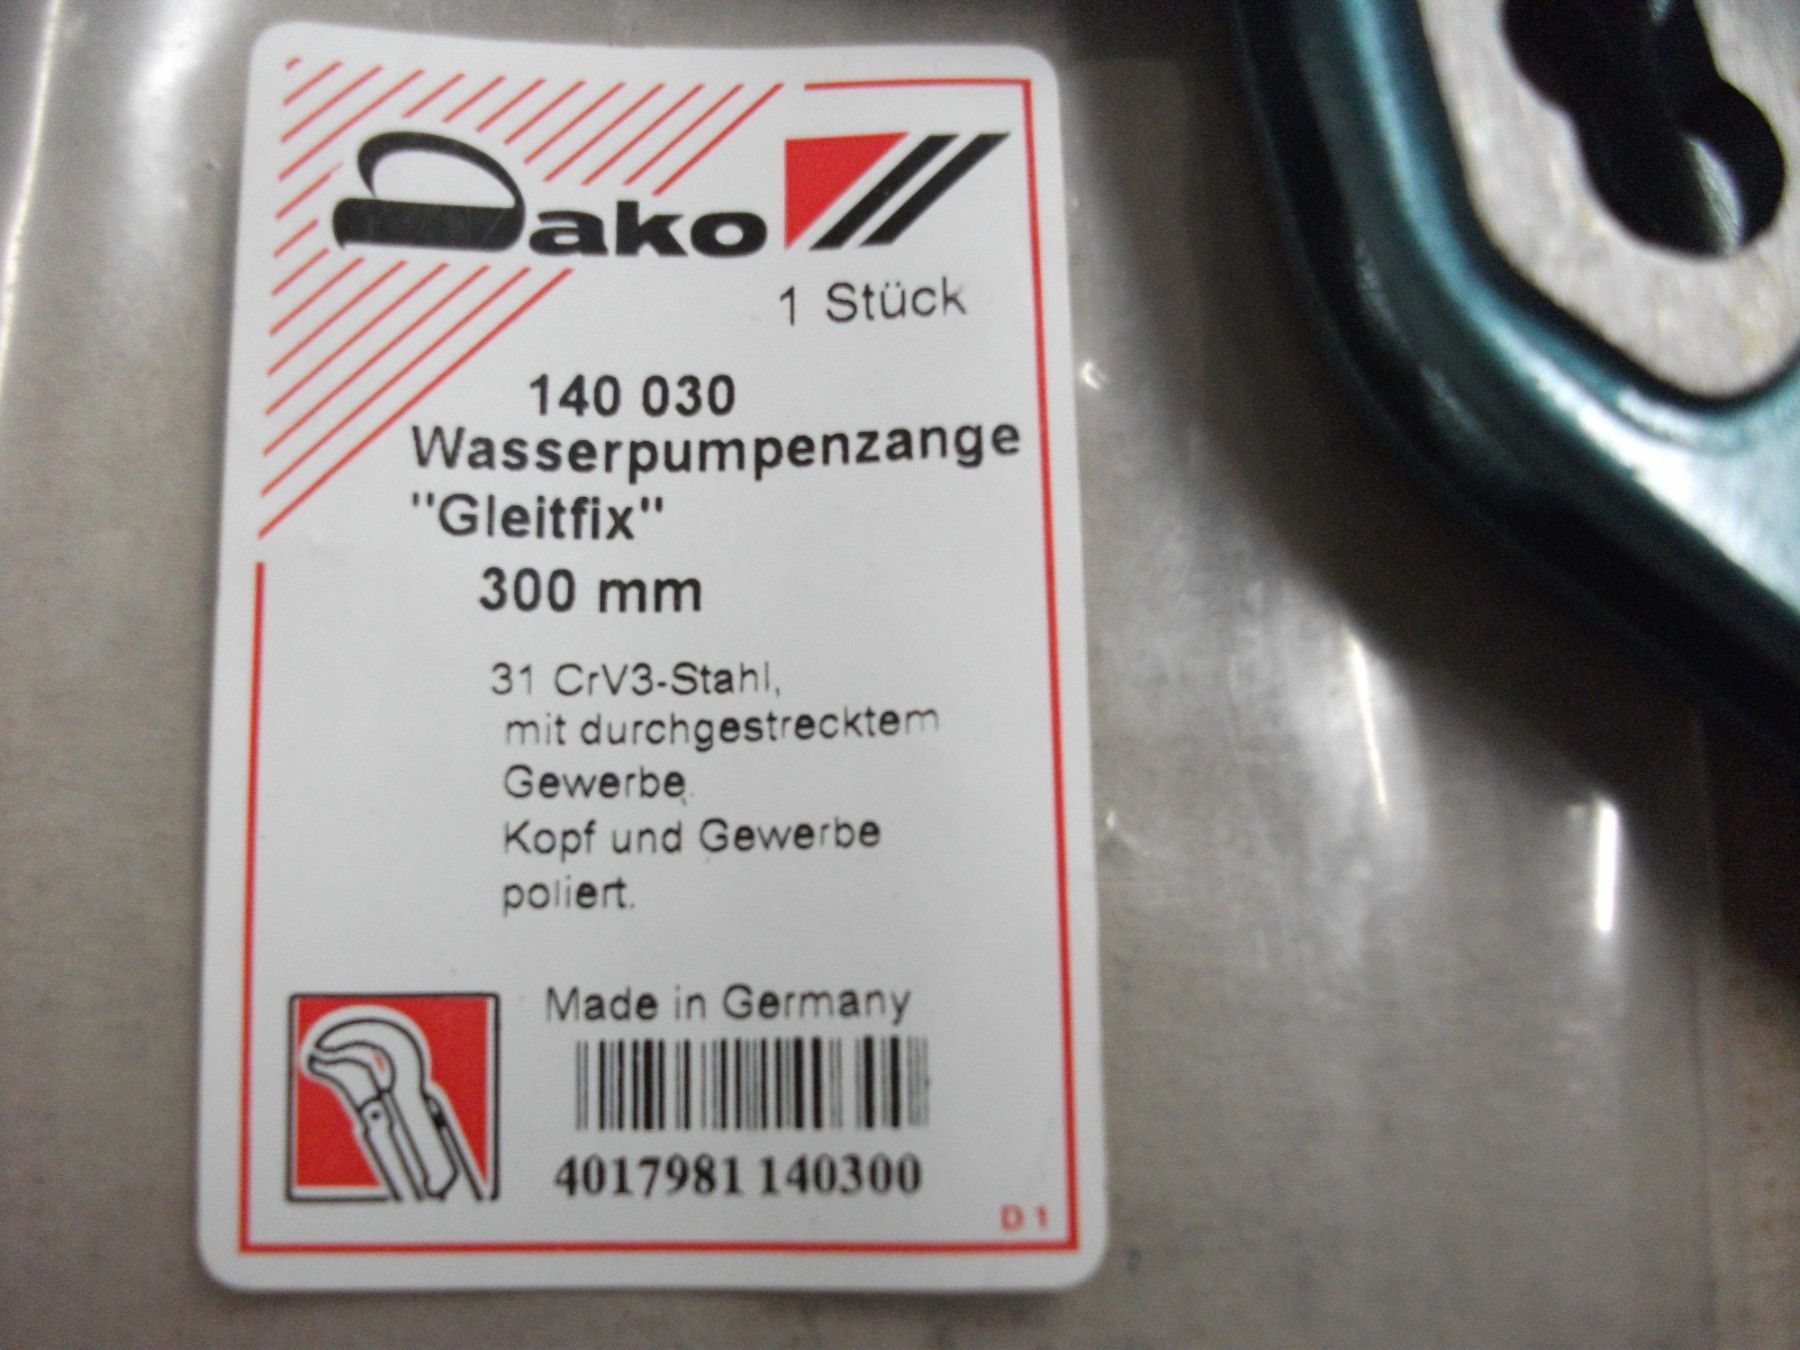 Dako
1 Stück
140 030
Wasserpumpenzange
"Gleitfix"
300 mm
31 CrV3-Stahl,
mit durchgestrecktem
Gewerbe.
Kopf und Gewerbe
poliert.
Made in Germany
4017981 140300
D 1